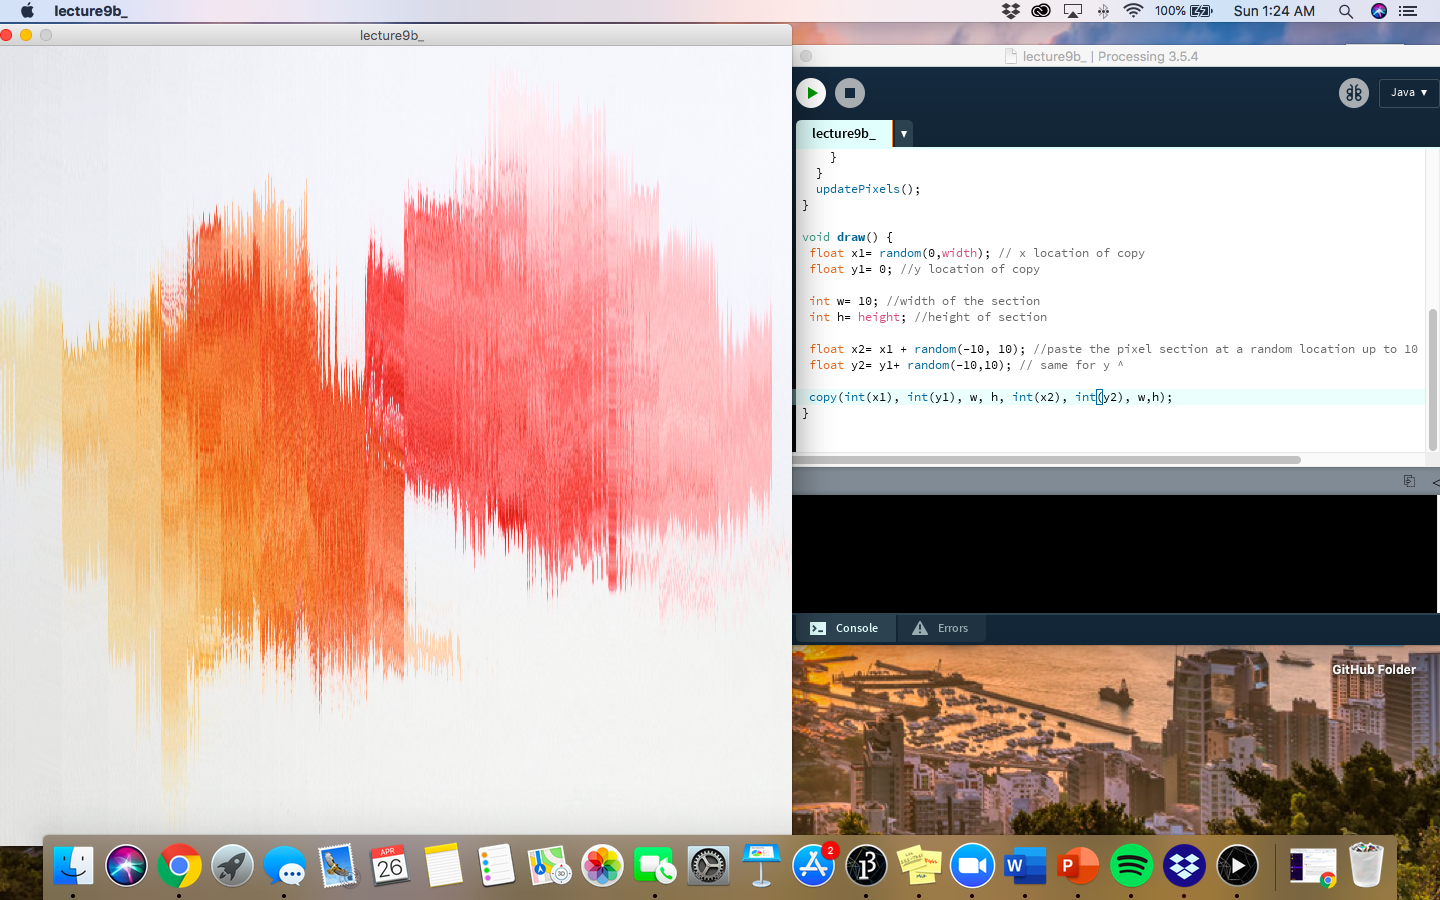 lecture9b_
100%
Sun 1:24 AM
lecture9b_
lecture9b_ | Processing 3.5.4
Java ▾
lecture9b_
}
}
updatePixels();
}
void draw() {
float x1= random(0,width); // x location of copy
float y1= 0; //y location of copy
int w= 10; //width of the section
int h= height; //height of section
float x2= x1 + random(-10, 10); //paste the pixel section at a random location up to 10
float y2= y1+ random(-10,10); // same for y ^
copy(int(x1), int(y1), w, h, int(x2), int(y2), w,h);
}
Console
Errors
GitHub Folder
APR
26
2
W
P